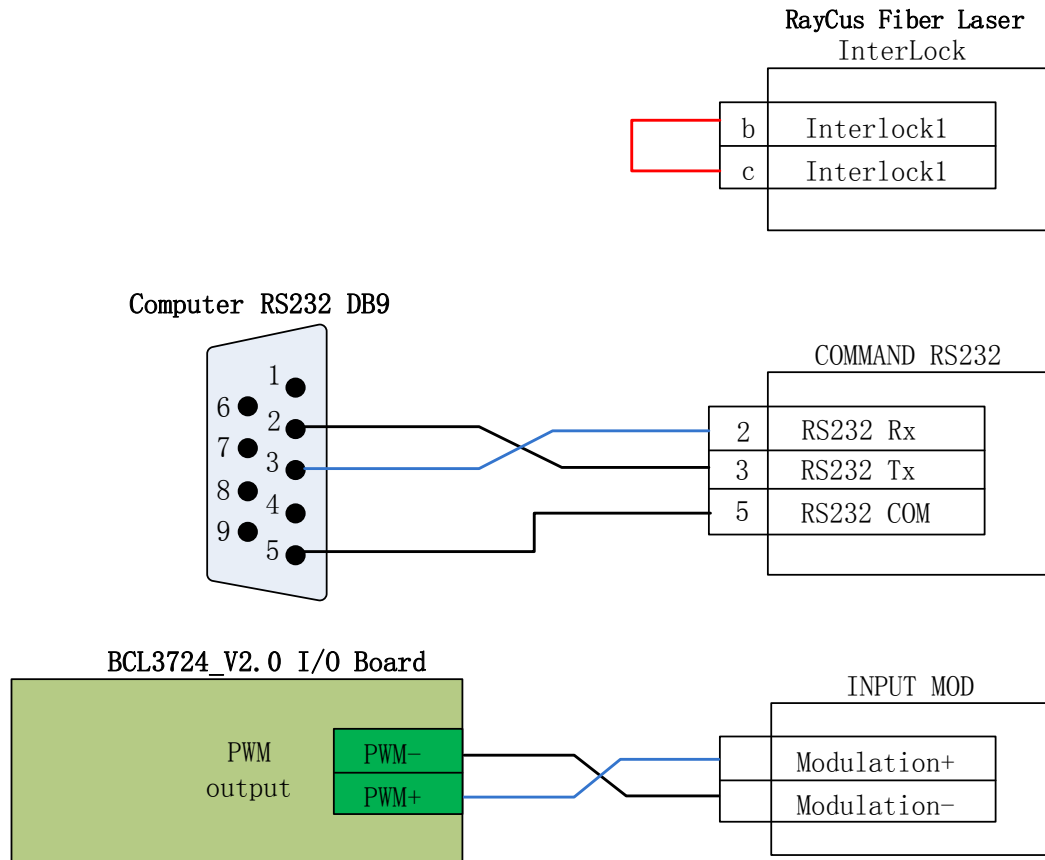 RayCus Fiber Laser
InterLock
b Interlock1
c Interlock1
Computer RS232 DB9
1
6
2
7
3
8
4
9
5
COMMAND RS232
2 RS232 Rx
3 RS232 Tx
5 RS232 COM
BCL3724_V2.0 I/O Board
PWM
output
PWM-
PWM+
INPUT MOD
Modulation+
Modulation-